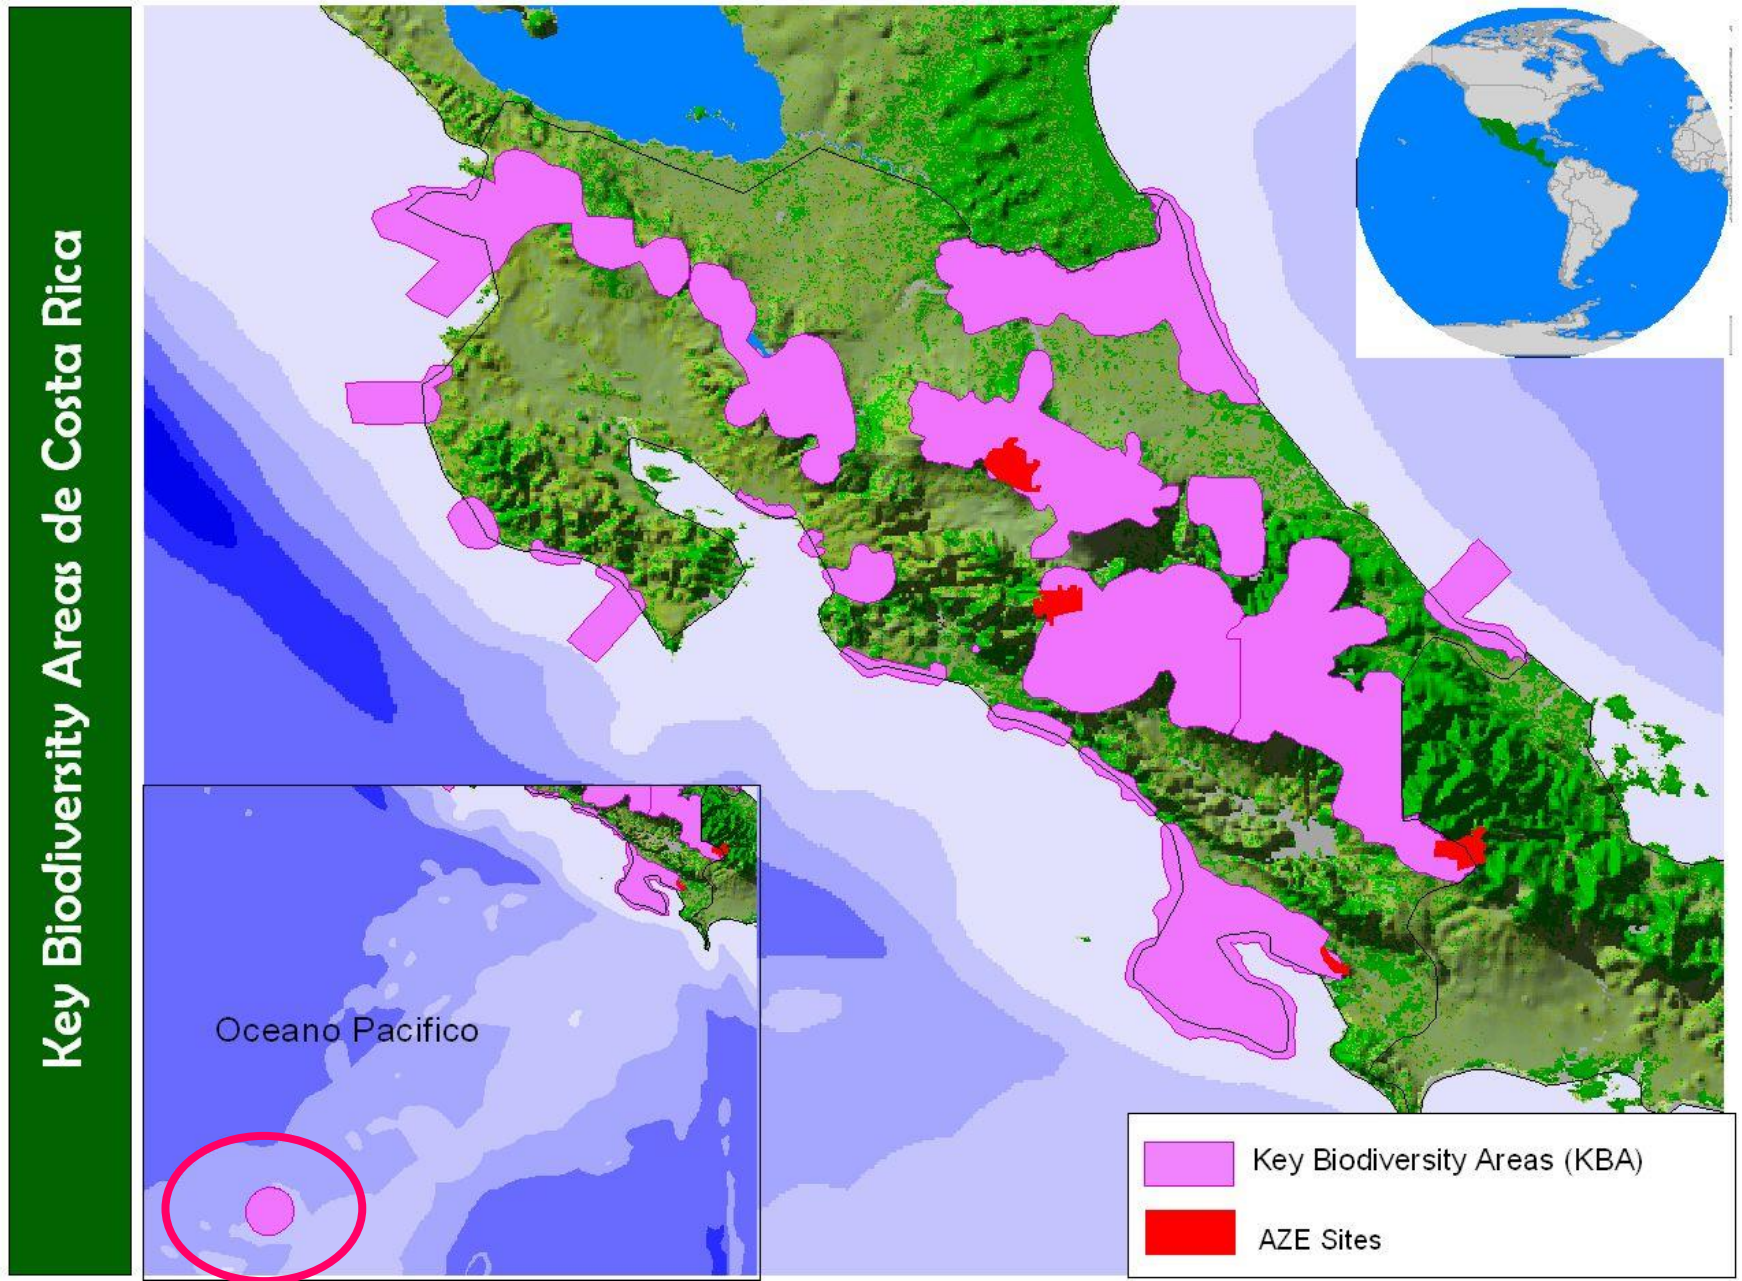 Key Biodiversity Areas de Costa Rica
Oceano Pacifico
Key Biodiversity Areas (KBA)
AZE Sites